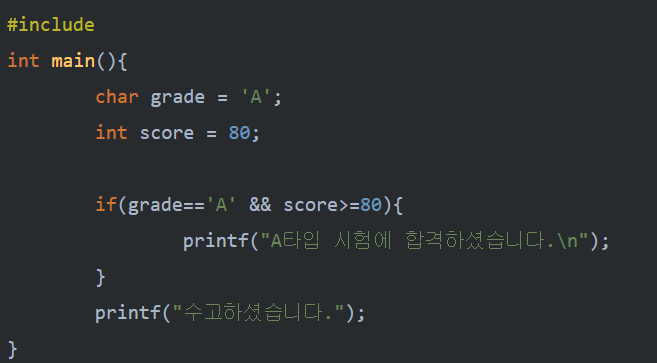 #include
int main(){
char grade = 'A';
int score = 80;
if(grade=='A' && score>=80){
printf("A타입 시험에 합격하셨습니다.\n");
}
printf("수고하셨습니다.");
}